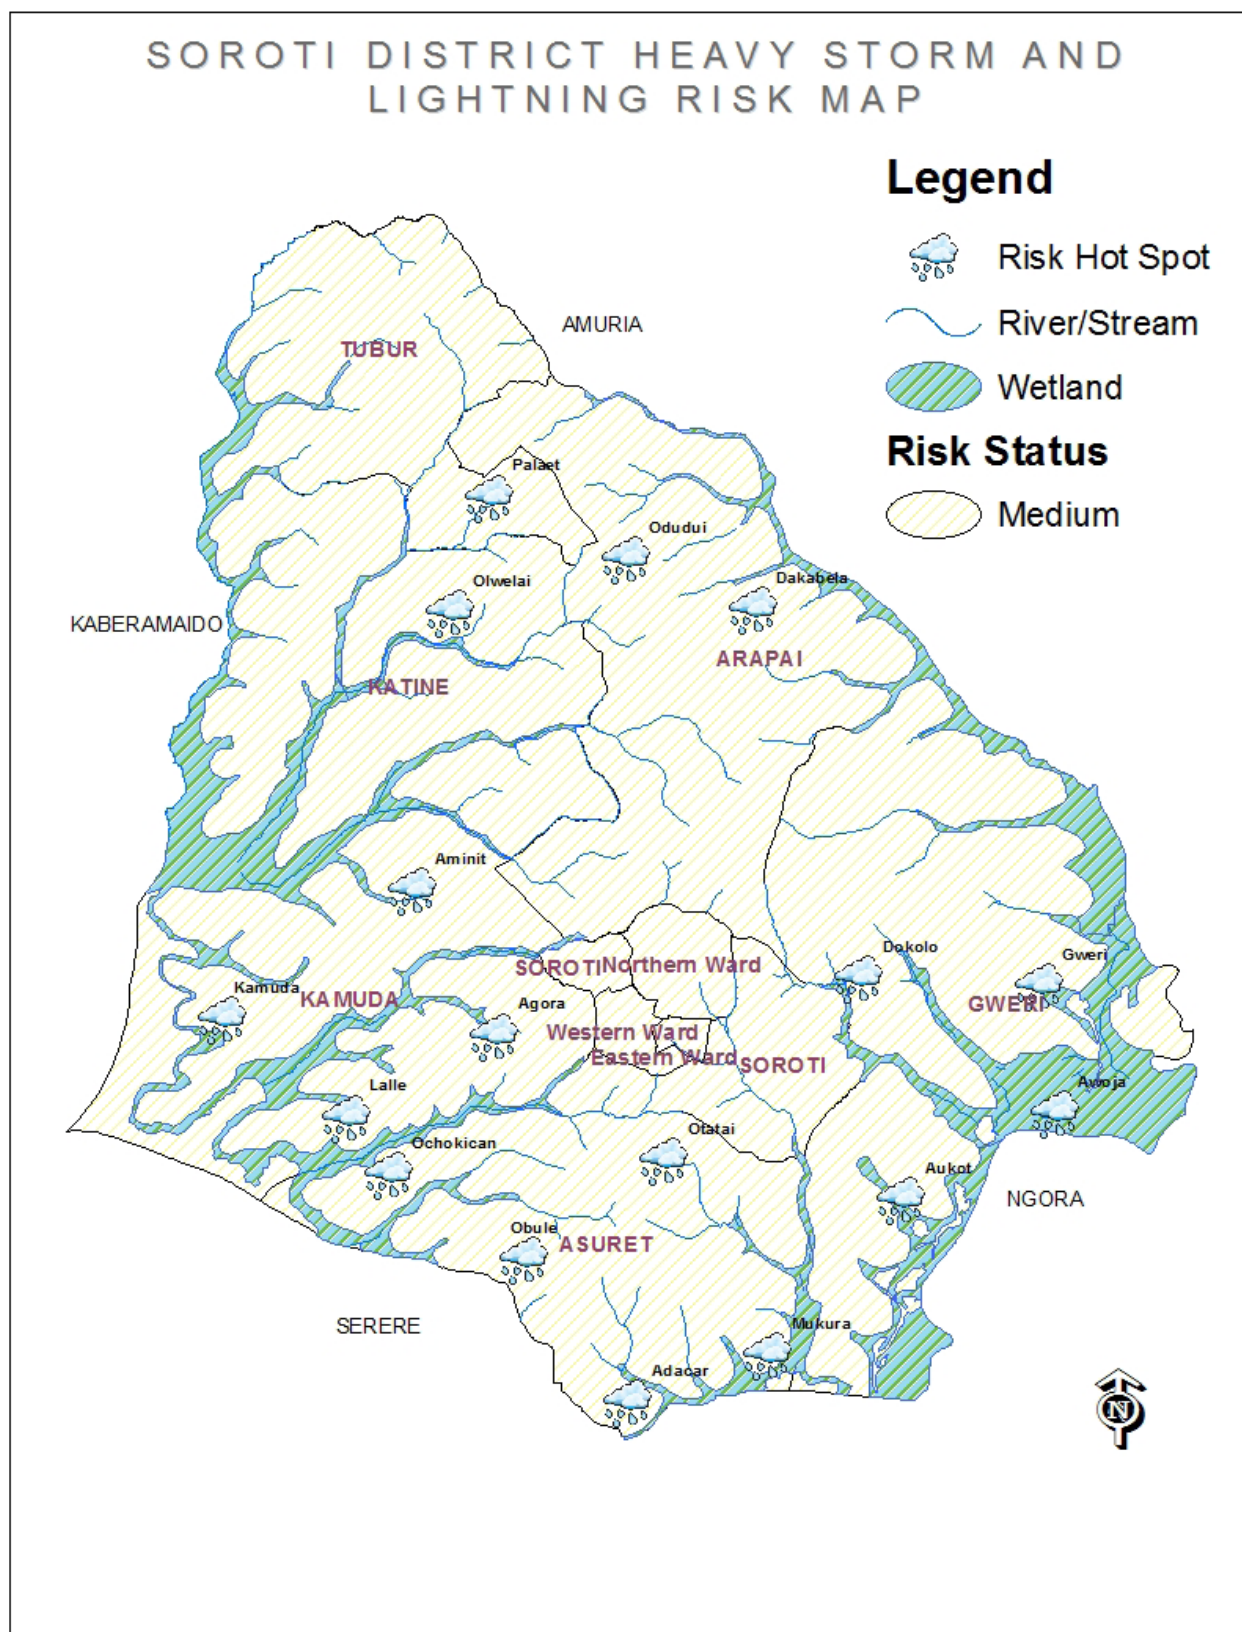 SOROTI DISTRICT HEAVY STORM AND
LIGHTNING RISK MAP
Legend
Risk Hot Spot
River/Stream
Wetland
Risk Status
Medium
AMURIA
TUBUR
Palaet
Odudui
Olwelai
Dakabela
KABERAMAIDO
ARAPAI
KATINE
Aminit
Dokolo
Gweri
SOROTI
Northern Ward
Kamuda
KAMUDA
Agora
GWERI
Western Ward
Eastern Ward
SOROTI
Lalle
Awoja
Ochokican
Otatai
Aukot
NGORA
Obule
ASURET
SERERE
Mukura
Adacar
N